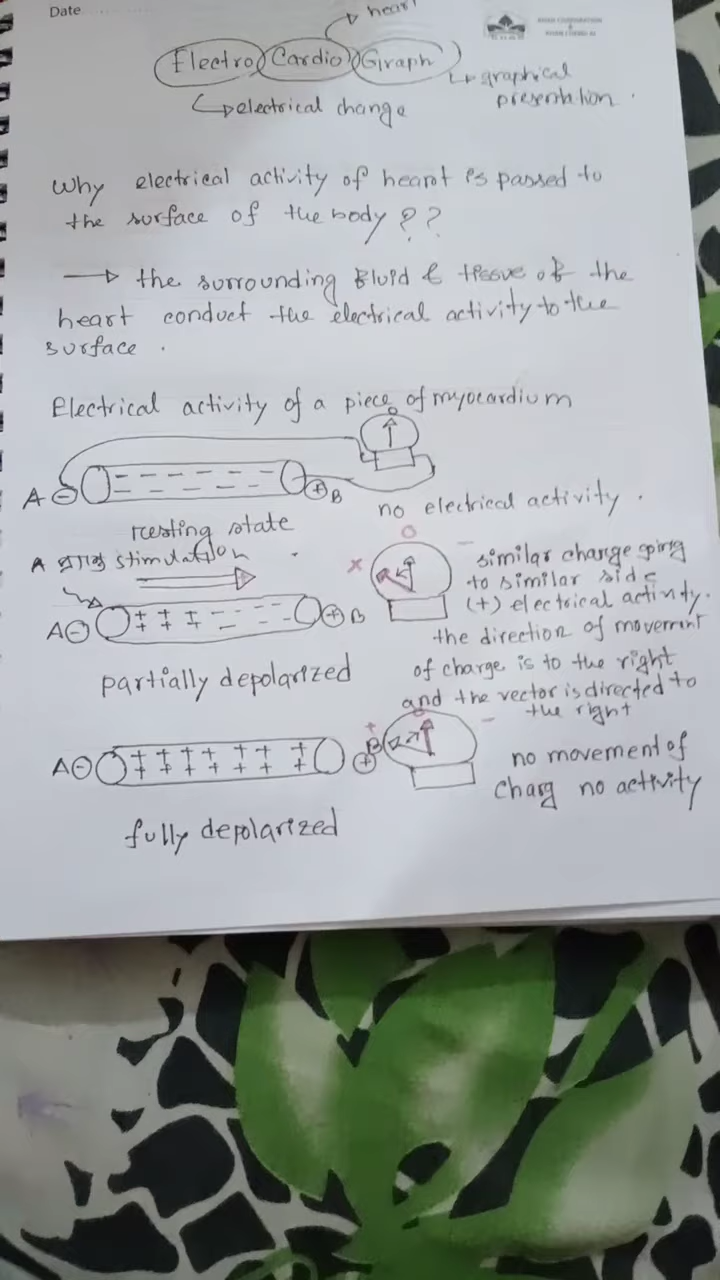 Date
heart
Electro Cardio Graph
graphical
presentation.
electrical change
Why electrical activity of heart is passed to
the surface of the body??
→ the surrounding fluid & tissue of the
heart conduct the electrical activity to the
surface.
Electrical activity of a piece of myocardium
A - + B
no electrical activity.
resting state
A প্রান্তে stimulation
similar charge going
to similar side
(+) electrical activity.
A - + + + + B
the direction of movement
of charge is to the right
and the vector is directed to
the right
partially depolarized
A - + + + + + + + B
no movement of
charg no activity
fully depolarized